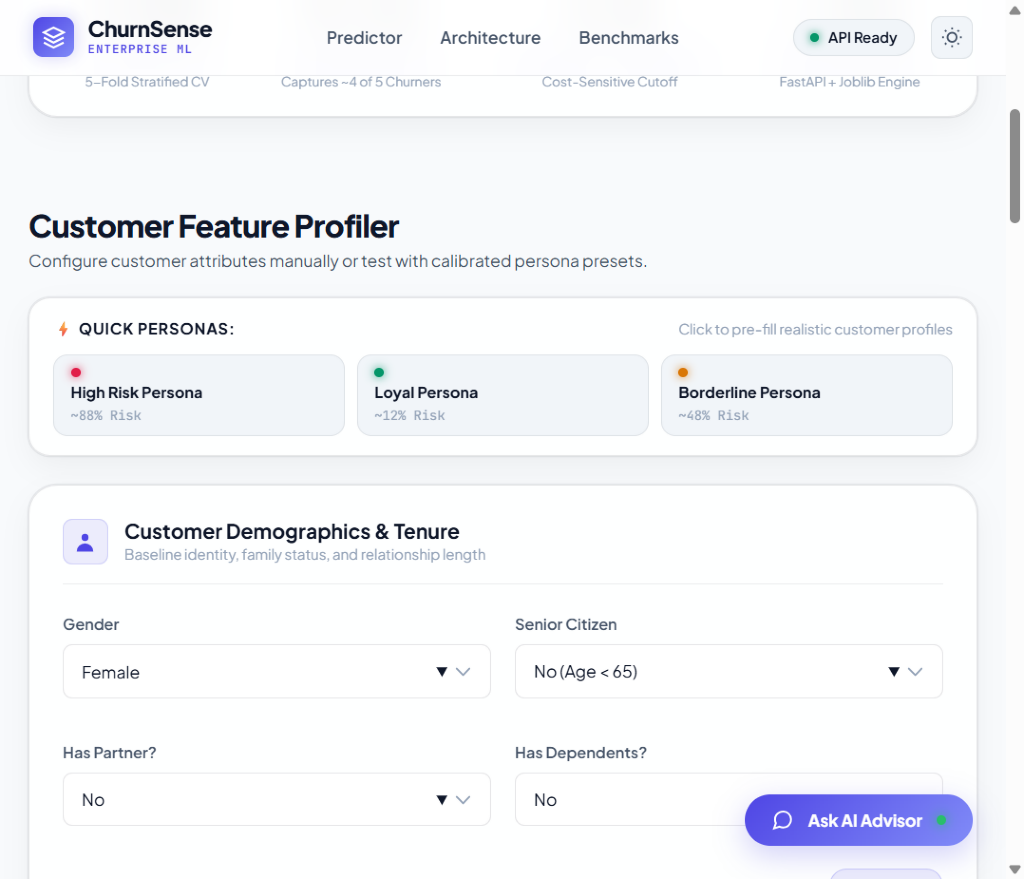 ChurnSense
ENTERPRISE ML
Predictor
Architecture
Benchmarks
API Ready
5-Fold Stratified CV
Captures ~4 of 5 Churners
Cost-Sensitive Cutoff
FastAPI + Joblib Engine
Customer Feature Profiler
Configure customer attributes manually or test with calibrated persona presets.
QUICK PERSONAS:
Click to pre-fill realistic customer profiles
High Risk Persona
~88% Risk
Loyal Persona
~12% Risk
Borderline Persona
~48% Risk
Customer Demographics & Tenure
Baseline identity, family status, and relationship length
Gender
Senior Citizen
Female
No (Age < 65)
Has Partner?
Has Dependents?
No
No
Ask AI Advisor